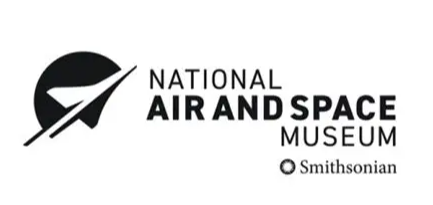 NATIONAL
AIR AND SPACE
MUSEUM
Smithsonian